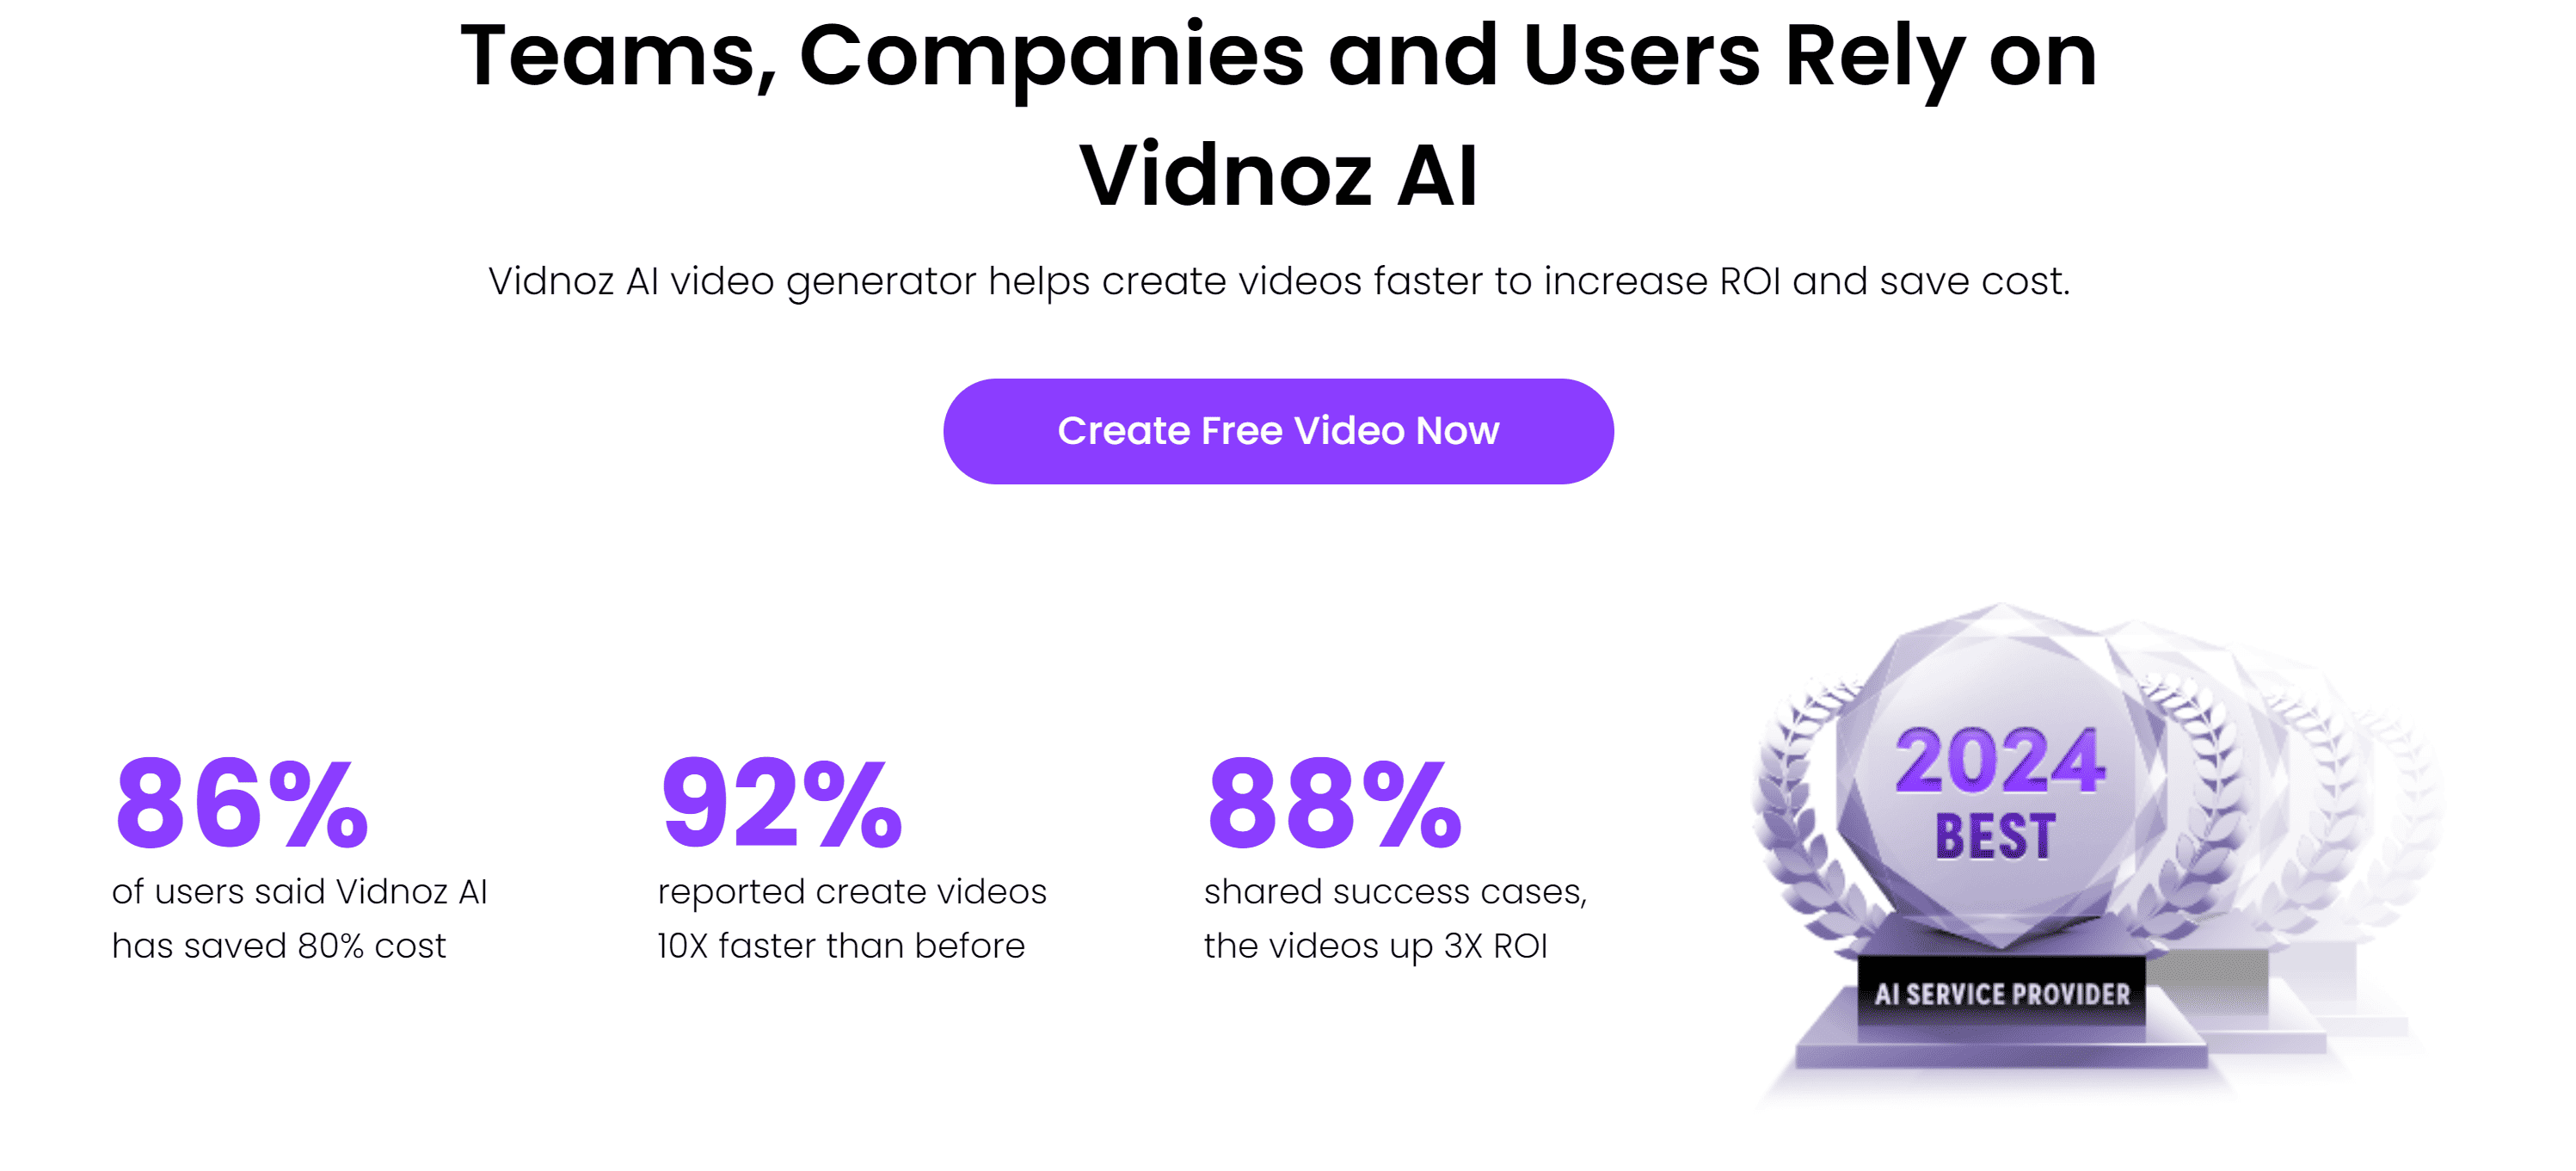 Teams, Companies and Users Rely on
Vidnoz AI
Vidnoz AI video generator helps create videos faster to increase ROI and save cost.
Create Free Video Now
86%
of users said Vidnoz AI
has saved 80% cost
92%
reported create videos
10X faster than before
88%
shared success cases,
the videos up 3X ROI
2024
BEST
AI SERVICE PROVIDER